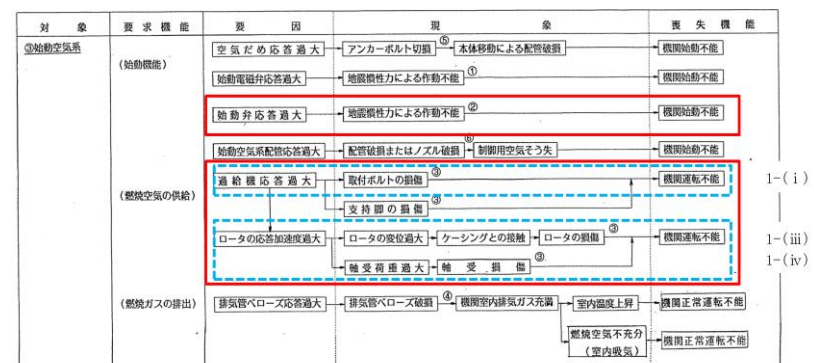 対象 要求機能 要因 現象 喪失機能
③始動空気系
(始動機能)
空気だめ応答過大 アンカーボルト切損 ⑤ 本体移動による配管破損 機関始動不能
始動電磁弁応答過大 地震慣性力による作動不能 ① 機関始動不能
始動弁応答過大 地震慣性力による作動不能 ② 機関始動不能
始動空気系配管応答過大 配管破損またはノズル破損 ⑥ 制御用空気そう失 機関始動不能
(燃焼空気の供給)
過給機応答過大 取付ボルトの損傷 ③ 機関運転不能 1-(ⅰ)
支持脚の損傷 ③
ロータの応答加速度過大 ロータの変位過大 ケーシングとの接触 ロータの損傷 ③ 機関運転不能 1-(ⅲ)
軸受荷重過大 軸受損傷 ③ 1-(ⅳ)
(燃焼ガスの排出)
排気管ベローズ応答過大 排気管ベローズ破損 ④ 機関室内排気ガス充満 室内温度上昇 機関正常運転不能
燃焼空気不充分
(室内吸気) 機関正常運転不能